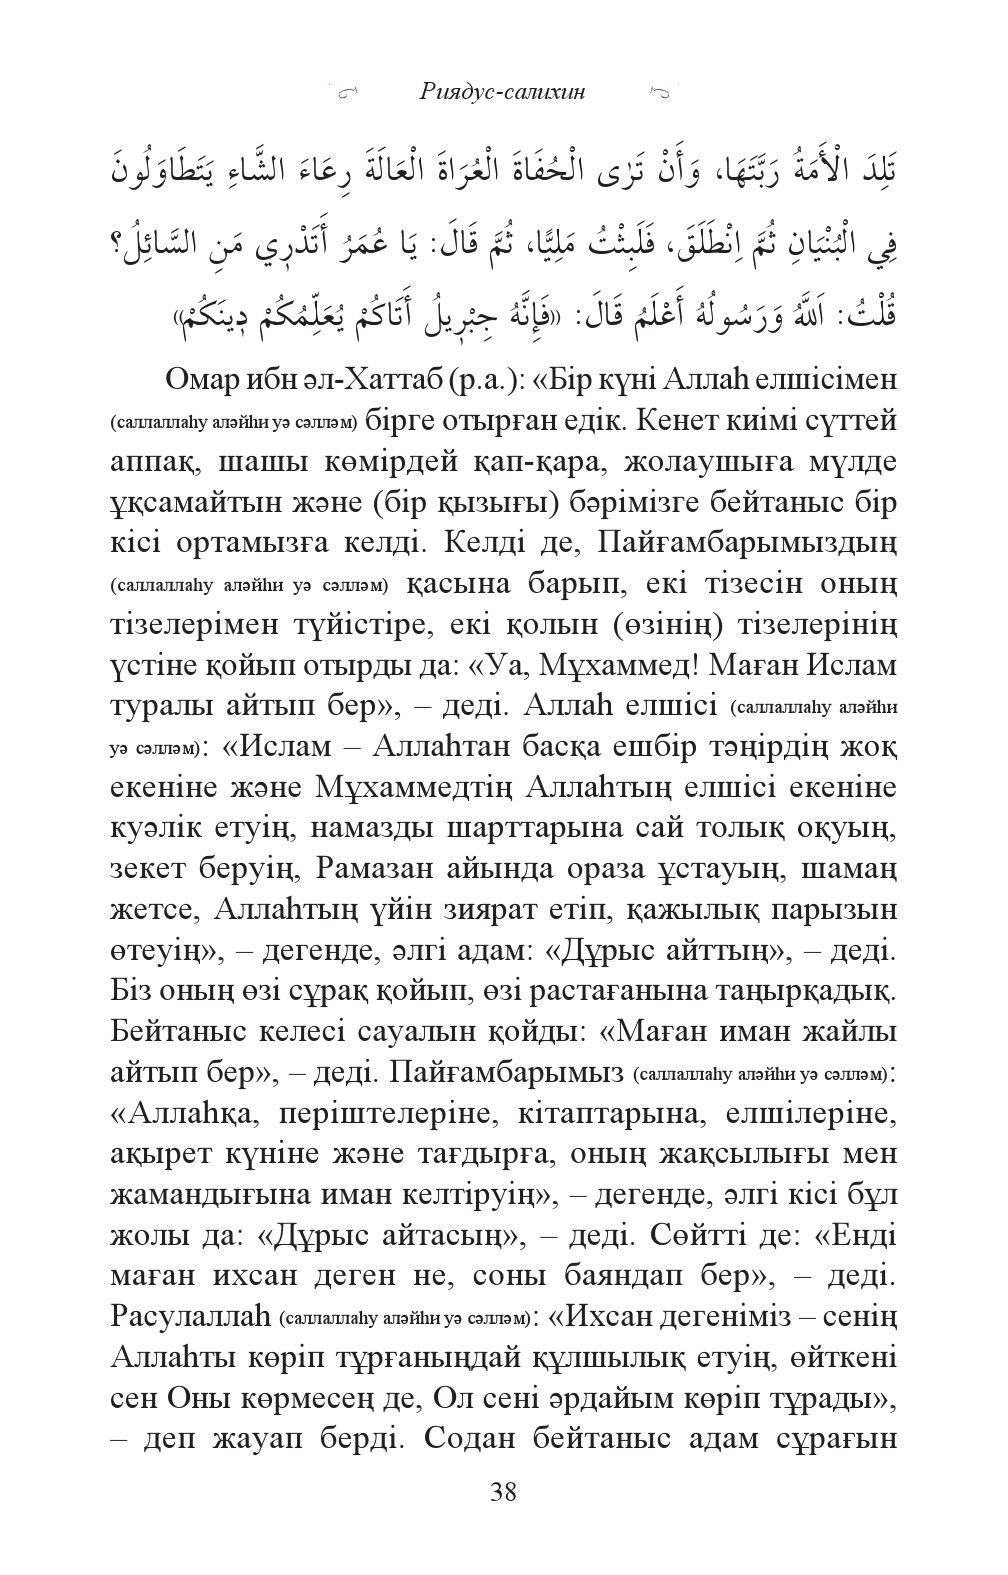 Риядус-салихин
تَلِدَ الْأَمَةُ رَبَّتَهَا، وَأَنْ تَرٰى الْحُفَاةَ الْعُرَاةَ الْعَالَةَ رِعَاءَ الشَّاءِ يَتَطَاوَلُونَ
فِي الْبُنْيَانِ ثُمَّ اِنْطَلَقَ، فَلَبِثْتُ مَلِيًّا، ثُمَّ قَالَ: يَا عُمَرُ أَتَدْرِي مَنِ السَّائِلُ؟
قُلْتُ: اَللَّهُ وَرَسُولُهُ أَعْلَمُ قَالَ: «فَإِنَّهُ جِبْرِيلُ أَتَاكُمْ يُعَلِّمُكُمْ دِينَكُمْ»
Омар ибн әл-Хаттаб (р.а.): «Бір күні Аллаһ елшісімен
(саллаллаһу аләйһи уә сәлләм) бірге отырған едік. Кенет киімі сүттей
аппақ, шашы көмірдей қап-қара, жолаушыға мүлде
ұқсамайтын және (бір қызығы) бәрімізге бейтаныс бір
кісі ортамызға келді. Келді де, Пайғамбарымыздың
(саллаллаһу аләйһи уә сәлләм) қасына барып, екі тізесін оның
тізелерімен түйістіре, екі қолын (өзінің) тізелерінің
үстіне қойып отырды да: «Уа, Мұхаммед! Маған Ислам
туралы айтып бер», – деді. Аллаһ елшісі (саллаллаһу аләйһи
уә сәлләм): «Ислам – Аллаһтан басқа ешбір тәңірдің жоқ
екеніне және Мұхаммедтің Аллаһтың елшісі екеніне
куәлік етуің, намазды шарттарына сай толық оқуың,
зекет беруің, Рамазан айында ораза ұстауың, шамаң
жетсе, Аллаһтың үйін зиярат етіп, қажылық парызын
өтеуің», – дегенде, әлгі адам: «Дұрыс айттың», – деді.
Біз оның өзі сұрақ қойып, өзі растағанына таңырқадық.
Бейтаныс келесі сауалын қойды: «Маған иман жайлы
айтып бер», – деді. Пайғамбарымыз (саллаллаһу аләйһи уә сәлләм):
«Аллаһқа, періштелеріне, кітаптарына, елшілеріне,
ақырет күніне және тағдырға, оның жақсылығы мен
жамандығына иман келтіруің», – дегенде, әлгі кісі бұл
жолы да: «Дұрыс айтасың», – деді. Сөйтті де: «Енді
маған ихсан деген не, соны баяндап бер», – деді.
Расулаллаһ (саллаллаһу аләйһи уә сәлләм): «Ихсан дегеніміз – сенің
Аллаһты көріп тұрғаныңдай құлшылық етуің, өйткені
сен Оны көрмесең де, Ол сені әрдайым көріп тұрады»,
– деп жауап берді. Содан бейтаныс адам сұрағын
38